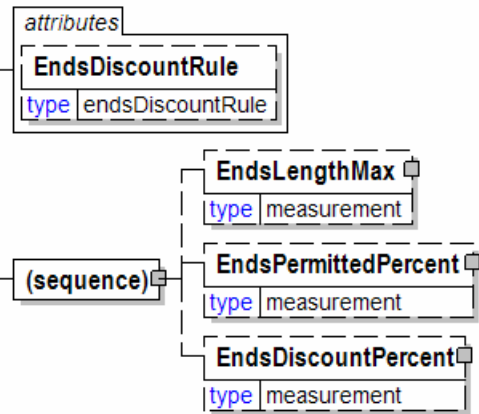 attributes
EndsDiscountRule
type endsDiscountRule
EndsLengthMax
type measurement
(sequence)
EndsPermittedPercent
type measurement
EndsDiscountPercent
type measurement